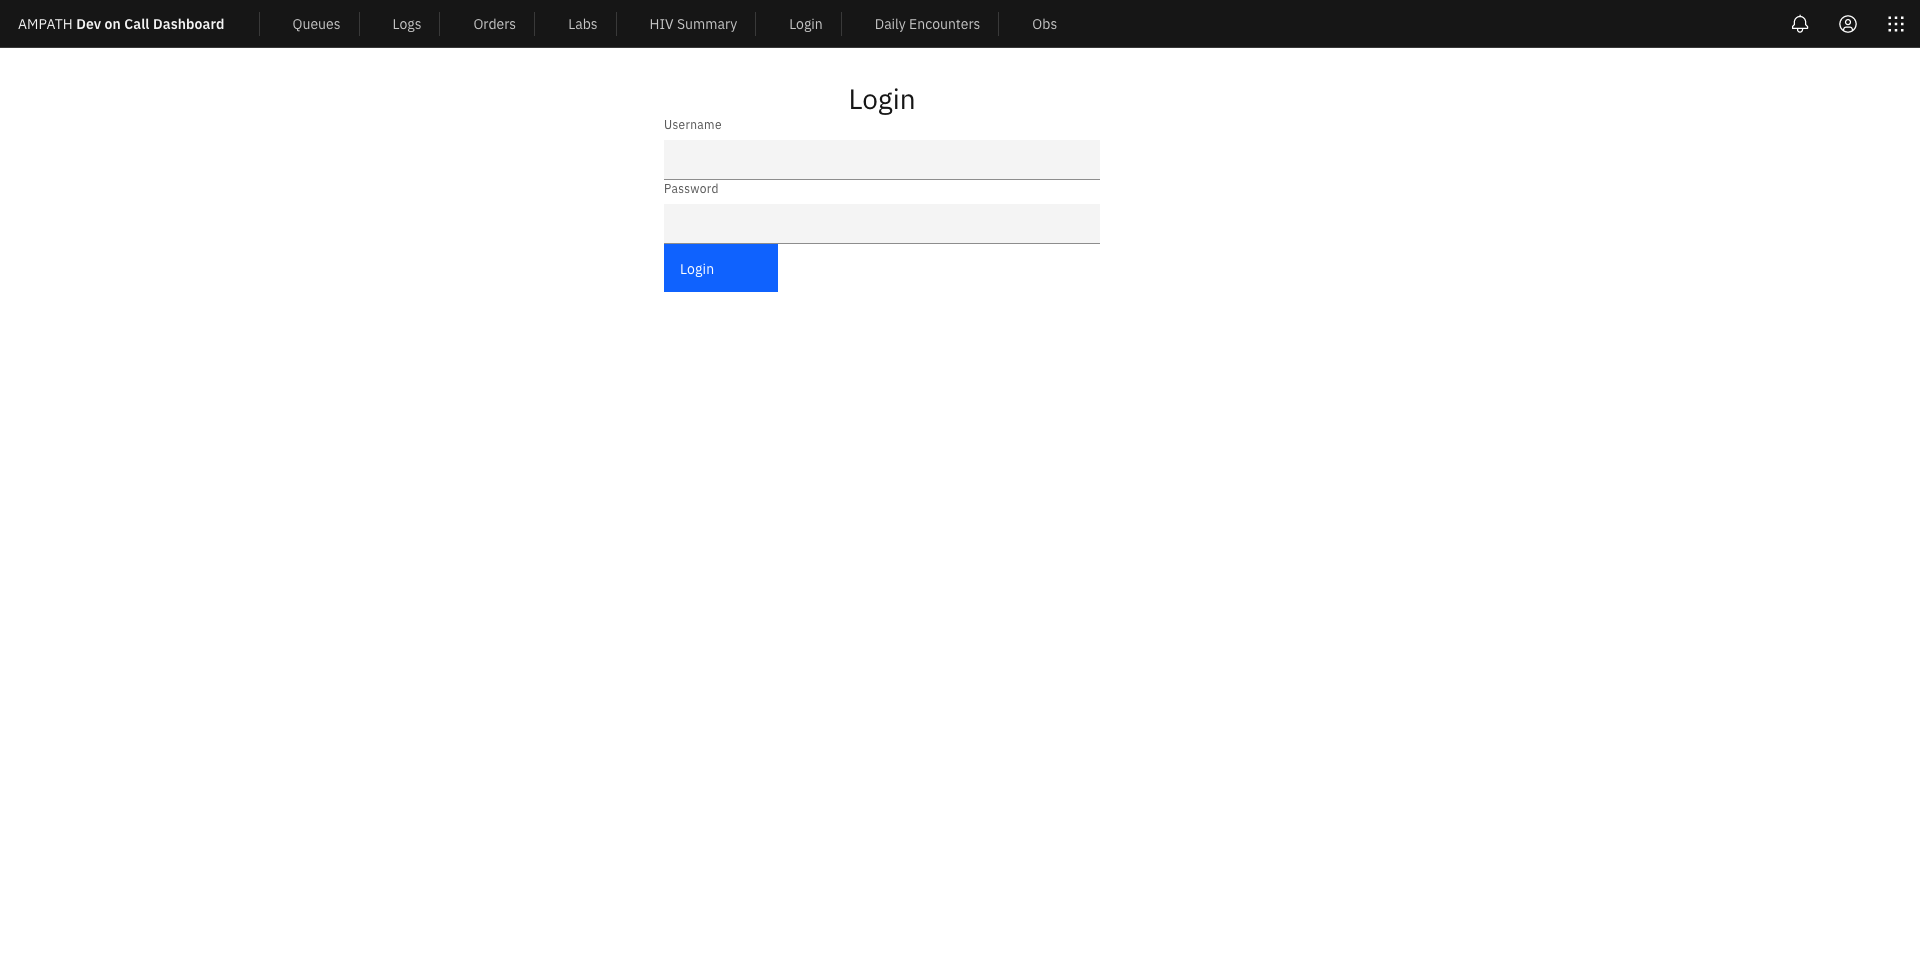 AMPATH Dev on Call Dashboard Queues Logs Orders Labs HIV Summary Login Daily Encounters Obs
Login
Username
Password
Login